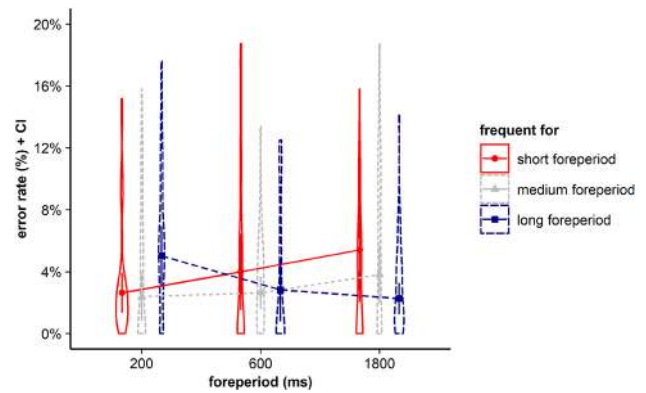 20%
16%
12%
8%
4%
0%
error rate (%) + CI
200
600
1800
foreperiod (ms)
frequent for
short foreperiod
medium foreperiod
long foreperiod